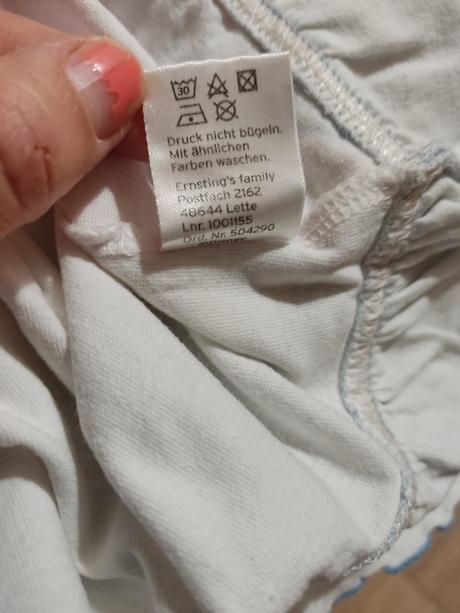 30
Druck nicht bügeln.
Mit ähnlichen
Farben waschen.
Ernsting's family
Postfach 2162
48644 Lette
Lnr. 1001155
Ord. Nr. 504290
©Disney